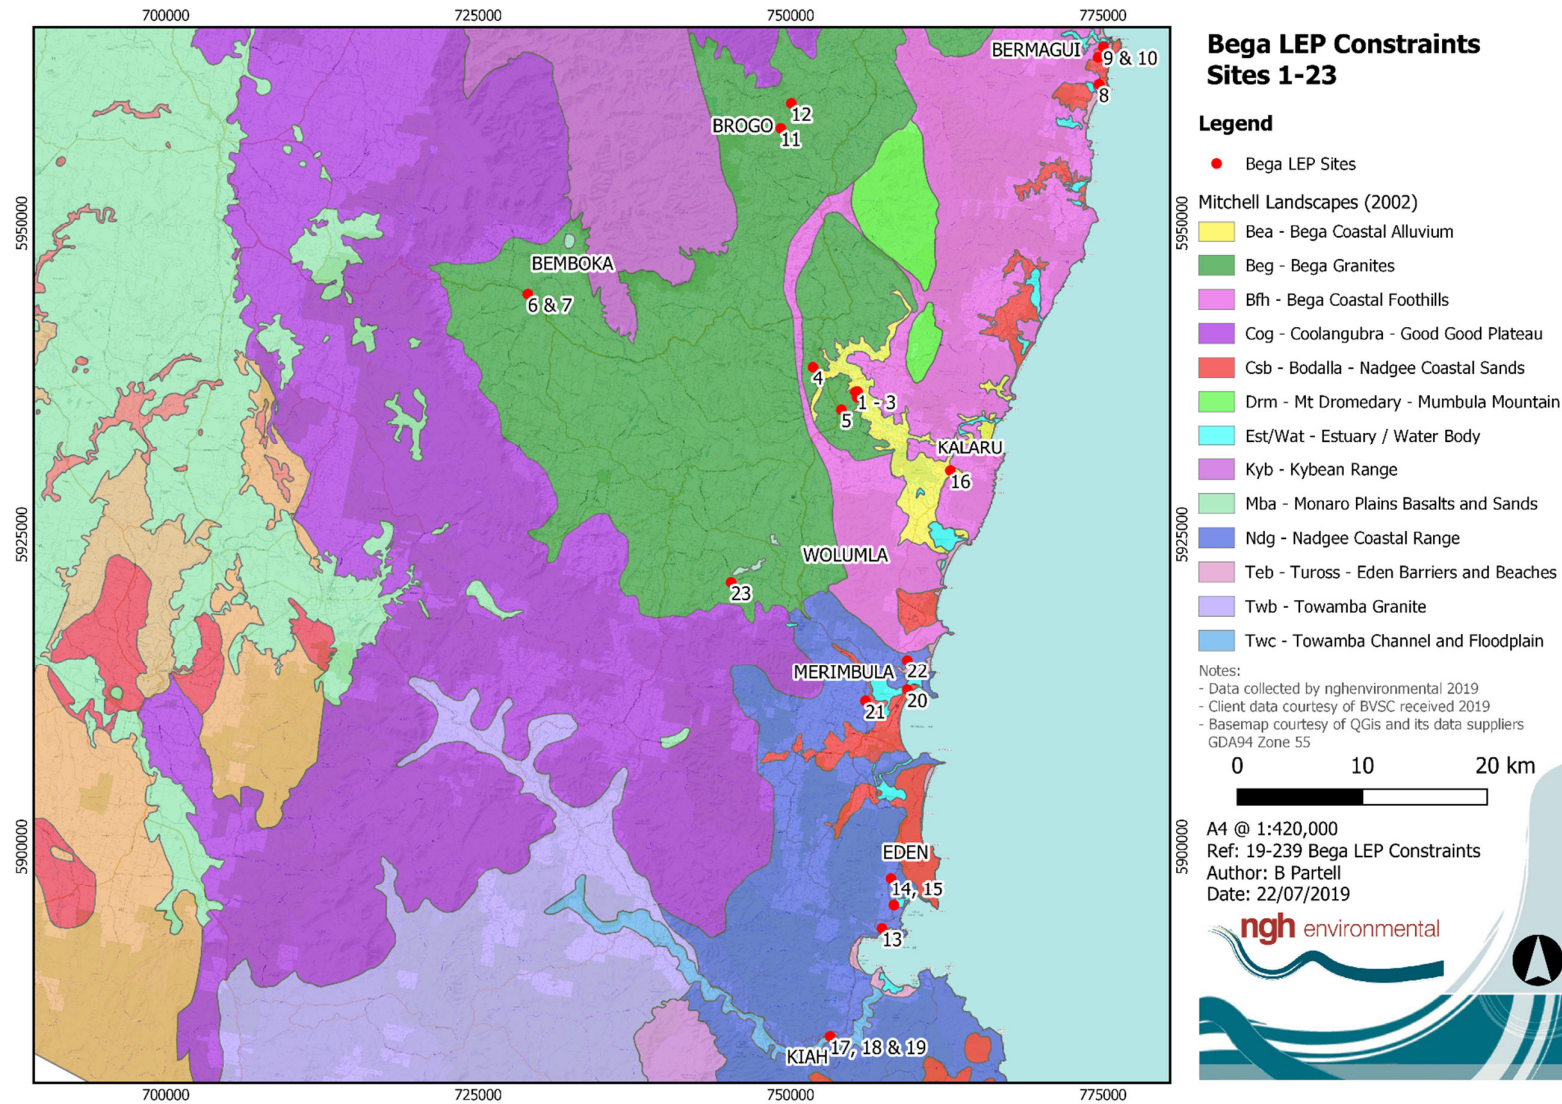 700000
725000
750000
775000
5950000
5925000
5900000
5950000
5925000
5900000
700000
725000
750000
775000
BERMAGUI
9 & 10
8
12
BROGO
11
BEMBOKA
6 & 7
4
1 - 3
5
KALARU
16
WOLUMLA
23
MERIMBULA
22
20
21
EDEN
14, 15
13
17, 18 & 19
KIAH
Bega LEP Constraints
Sites 1-23
Legend
Bega LEP Sites
Mitchell Landscapes (2002)
Bea - Bega Coastal Alluvium
Beg - Bega Granites
Bfh - Bega Coastal Foothills
Cog - Coolangubra - Good Good Plateau
Csb - Bodalla - Nadgee Coastal Sands
Drm - Mt Dromedary - Mumbula Mountain
Est/Wat - Estuary / Water Body
Kyb - Kybean Range
Mba - Monaro Plains Basalts and Sands
Ndg - Nadgee Coastal Range
Teb - Tuross - Eden Barriers and Beaches
Twb - Towamba Granite
Twc - Towamba Channel and Floodplain
Notes:
- Data collected by nghenvironmental 2019
- Client data courtesy of BVSC received 2019
- Basemap courtesy of QGis and its data suppliers
GDA94 Zone 55
0 10 20 km
A4 @ 1:420,000
Ref: 19-239 Bega LEP Constraints
Author: B Partell
Date: 22/07/2019
ngh environmental